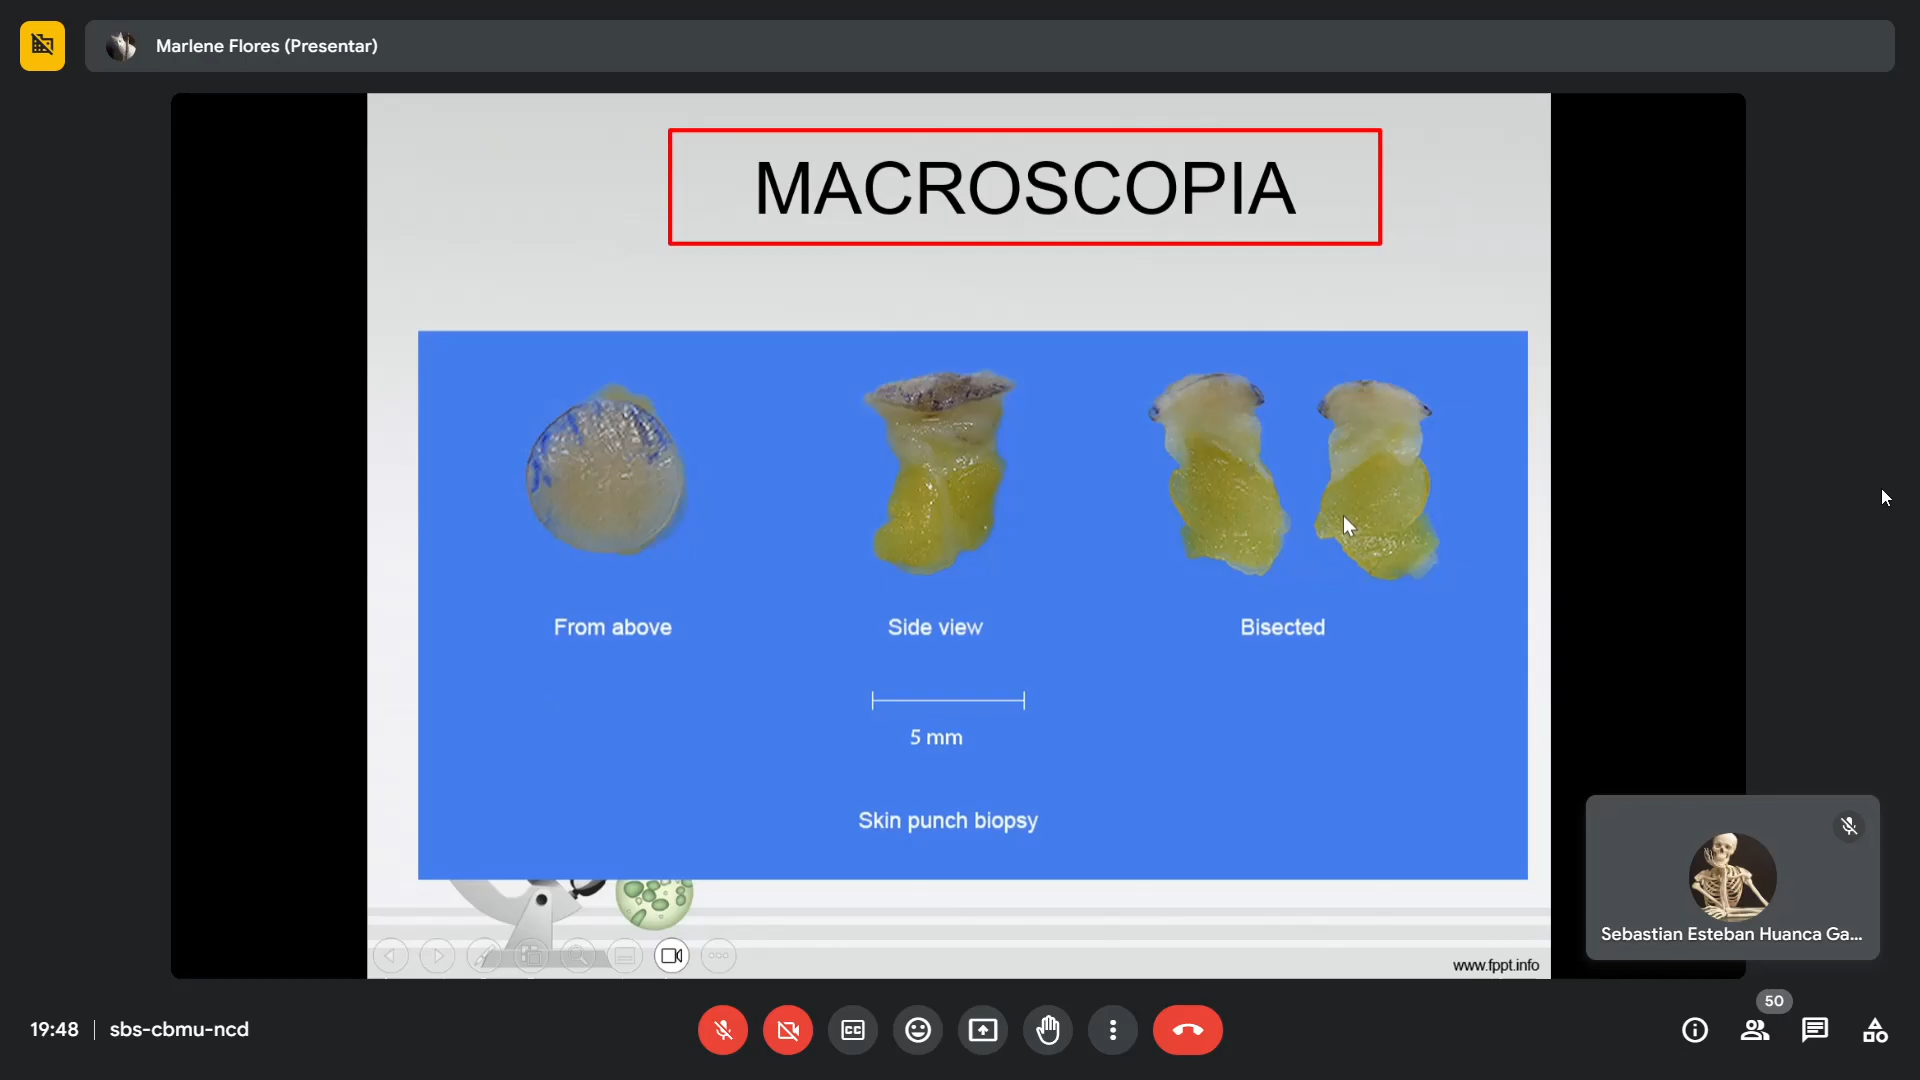 Marlene Flores (Presentar)
MACROSCOPIA
From above
Side view
Bisected
5 mm
Skin punch biopsy
www.fppt.info
Sebastian Esteban Huanca Ga...
50
19:48
sbs-cbmu-ncd
CC